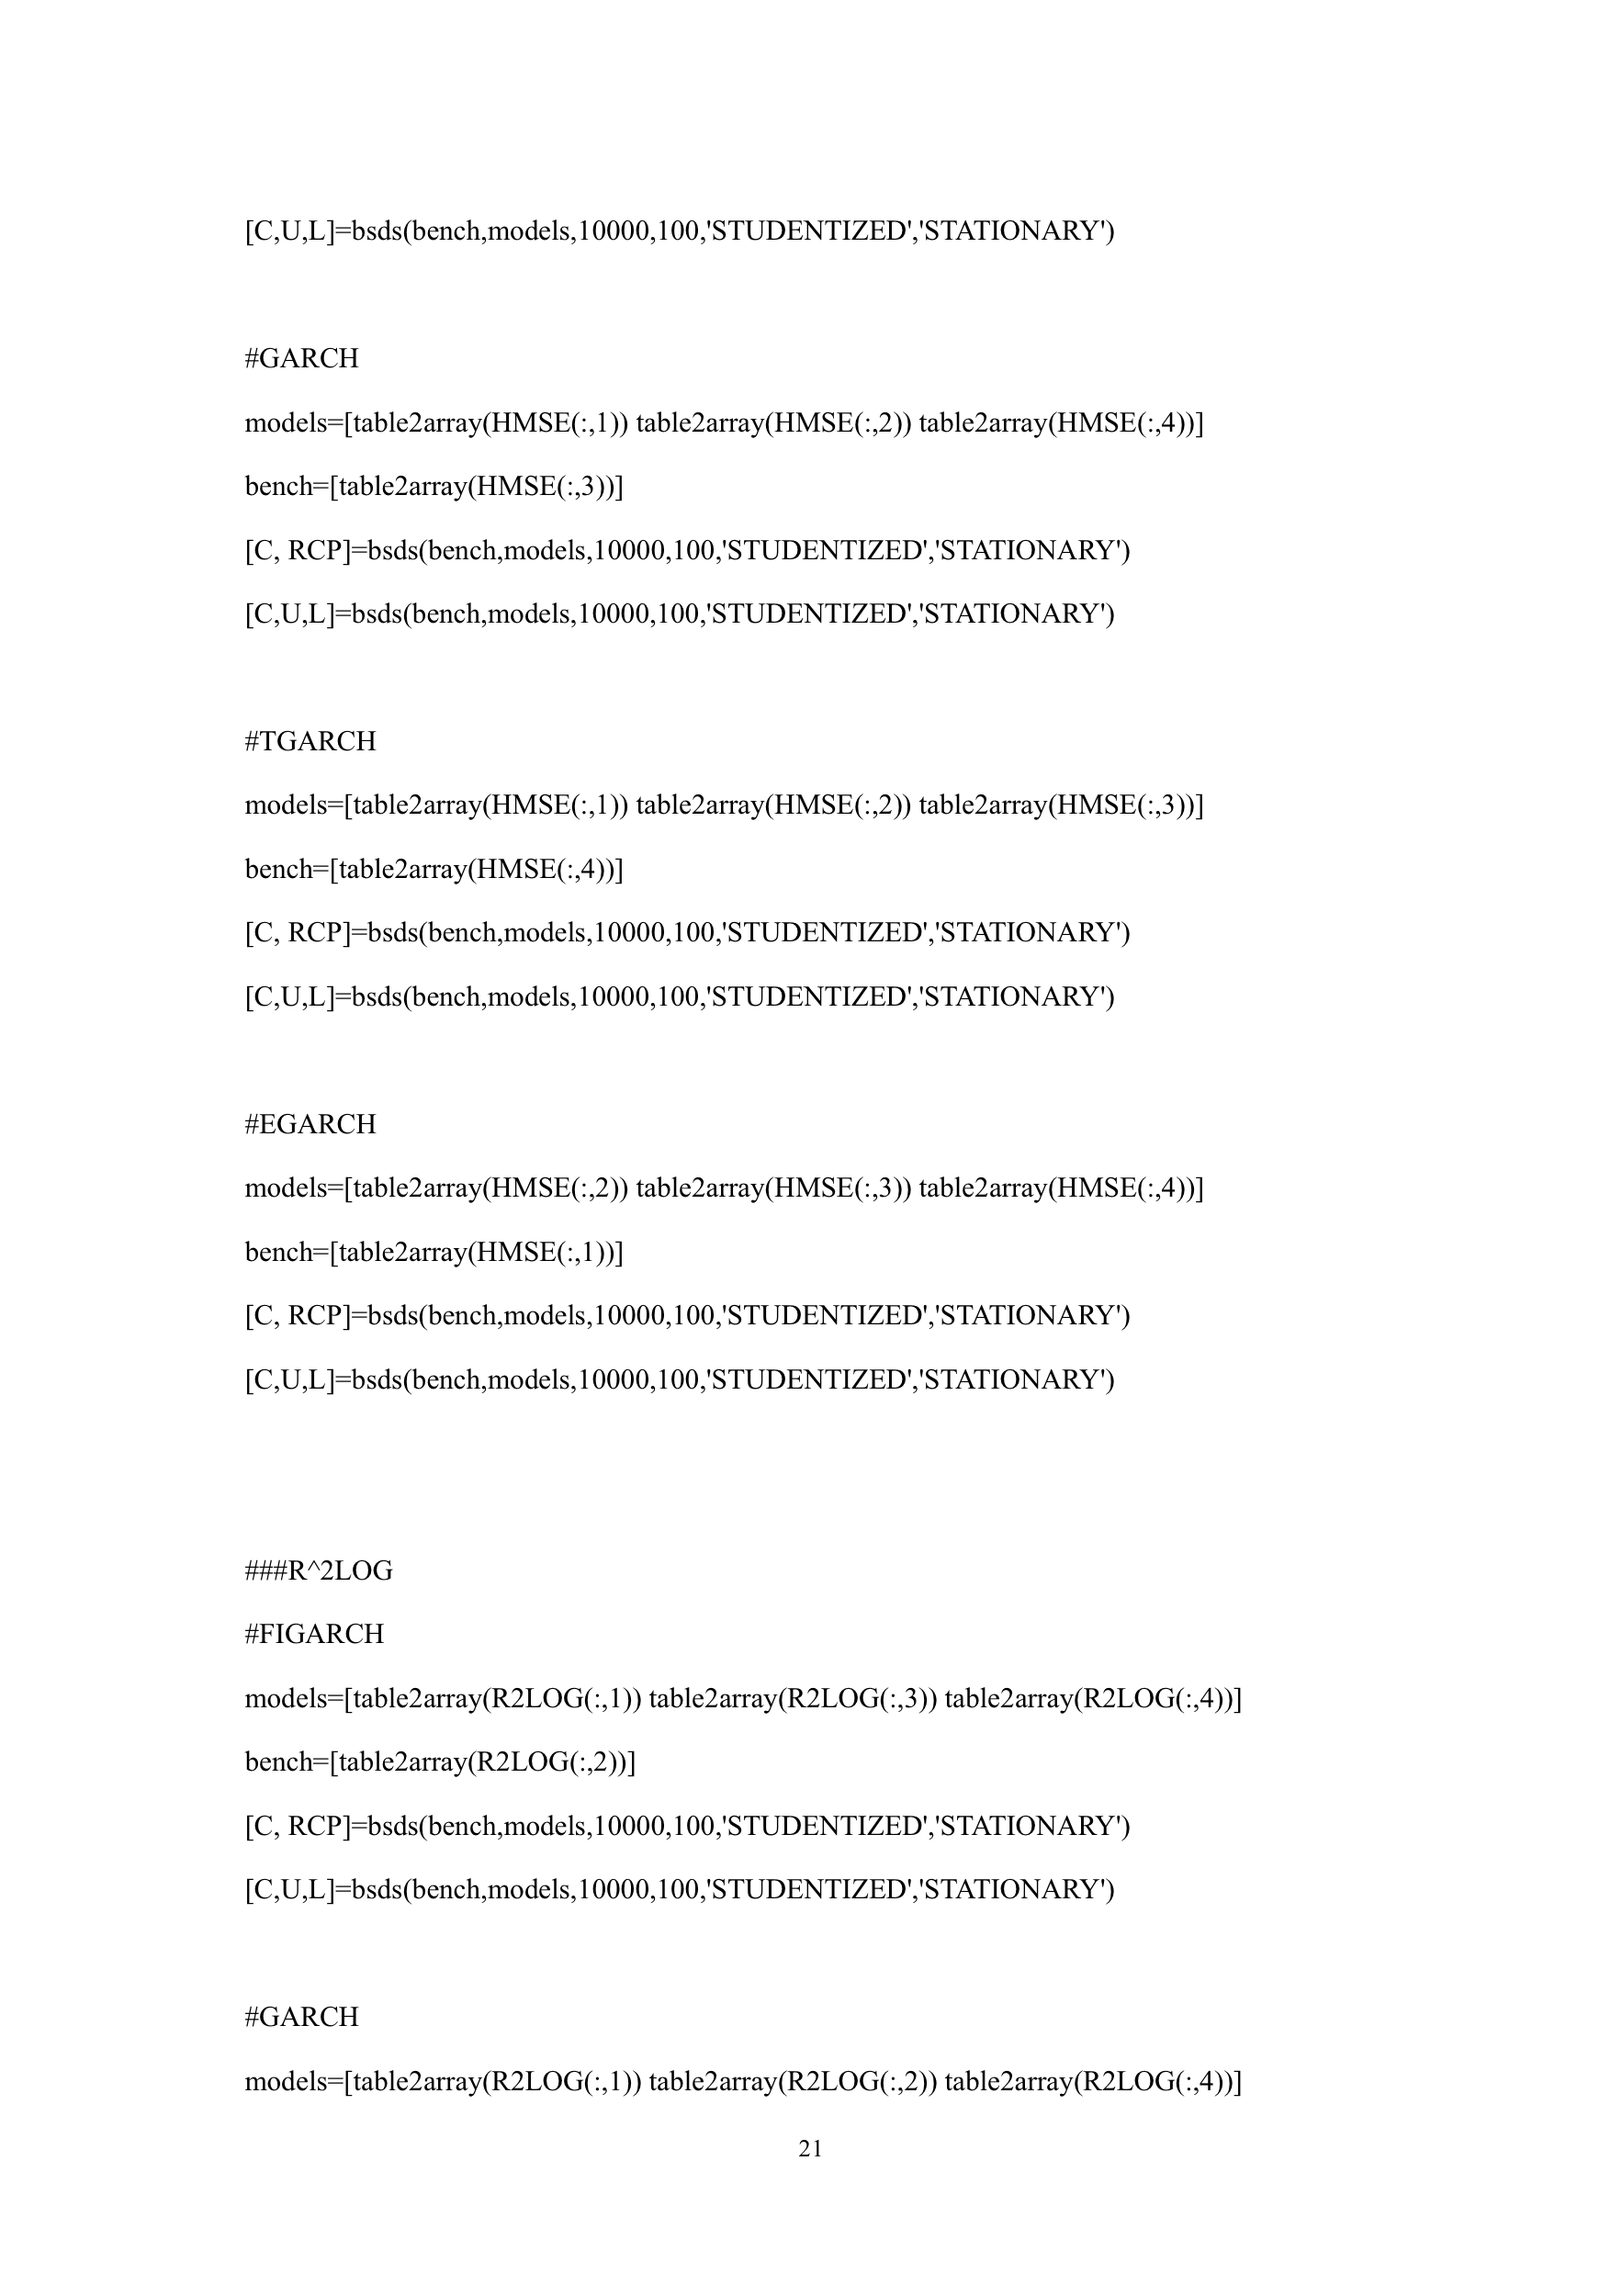 [C,U,L]=bsds(bench,models,10000,100,'STUDENTIZED','STATIONARY')
#GARCH
models=[table2array(HMSE(:,1)) table2array(HMSE(:,2)) table2array(HMSE(:,4))]
bench=[table2array(HMSE(:,3))]
[C, RCP]=bsds(bench,models,10000,100,'STUDENTIZED','STATIONARY')
[C,U,L]=bsds(bench,models,10000,100,'STUDENTIZED','STATIONARY')
#TGARCH
models=[table2array(HMSE(:,1)) table2array(HMSE(:,2)) table2array(HMSE(:,3))]
bench=[table2array(HMSE(:,4))]
[C, RCP]=bsds(bench,models,10000,100,'STUDENTIZED','STATIONARY')
[C,U,L]=bsds(bench,models,10000,100,'STUDENTIZED','STATIONARY')
#EGARCH
models=[table2array(HMSE(:,2)) table2array(HMSE(:,3)) table2array(HMSE(:,4))]
bench=[table2array(HMSE(:,1))]
[C, RCP]=bsds(bench,models,10000,100,'STUDENTIZED','STATIONARY')
[C,U,L]=bsds(bench,models,10000,100,'STUDENTIZED','STATIONARY')
###R^2LOG
#FIGARCH
models=[table2array(R2LOG(:,1)) table2array(R2LOG(:,3)) table2array(R2LOG(:,4))]
bench=[table2array(R2LOG(:,2))]
[C, RCP]=bsds(bench,models,10000,100,'STUDENTIZED','STATIONARY')
[C,U,L]=bsds(bench,models,10000,100,'STUDENTIZED','STATIONARY')
#GARCH
models=[table2array(R2LOG(:,1)) table2array(R2LOG(:,2)) table2array(R2LOG(:,4))]
21